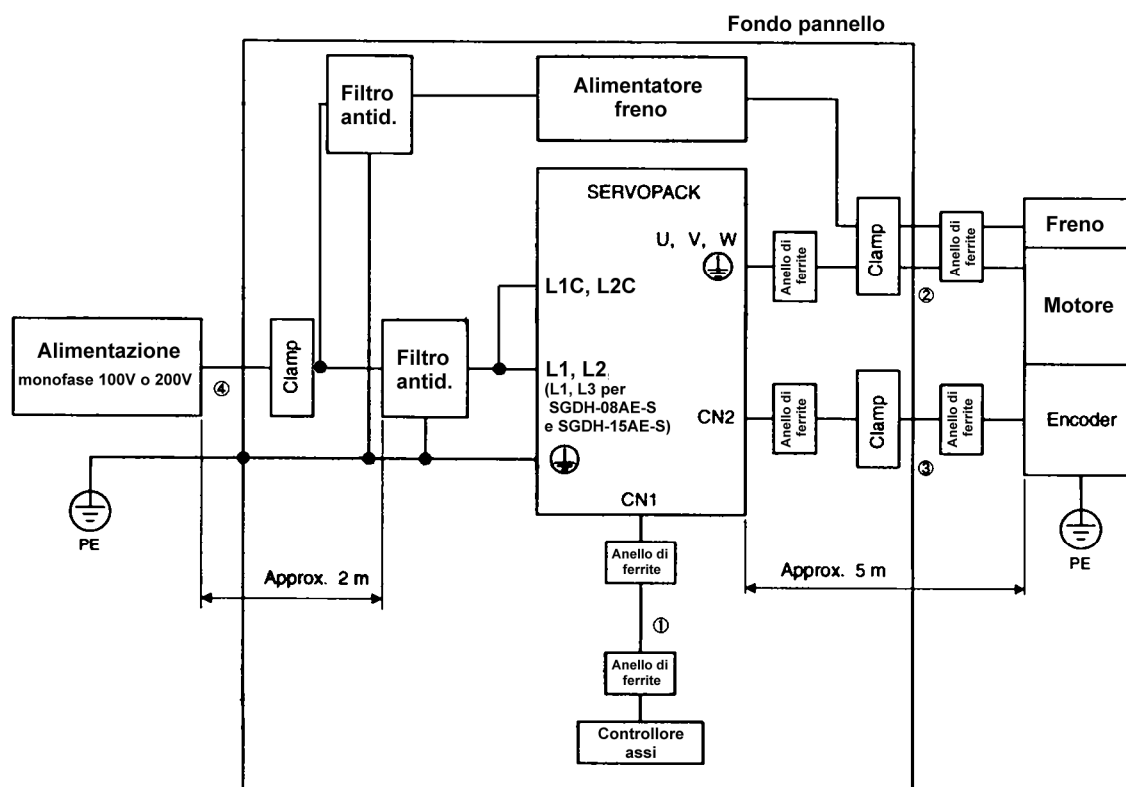 Fondo pannello
Filtro
antid.
Alimentatore
freno
SERVOPACK
U, V, W
Anello di
ferrite
Clamp
Anello di
ferrite
Freno
②
Motore
L1C, L2C
Alimentazione
monofase 100V o 200V
④
Clamp
Filtro
antid.
L1, L2
(L1, L3 per
SGDH-08AE-S
e SGDH-15AE-S)
CN2
Anello di
ferrite
Clamp
Anello di
ferrite
Encoder
③
CN1
PE
PE
Approx. 2 m
Approx. 5 m
Anello di
ferrite
①
Anello di
ferrite
Controllore
assi